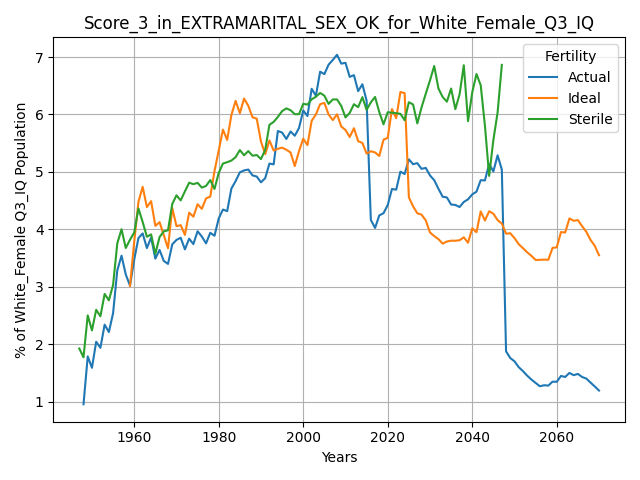 Score_3_in_EXTRAMARITAL_SEX_OK_for_White_Female_Q3_IQ
Fertility
Actual
Ideal
Sterile
% of White_Female Q3_IQ Population
7
6
5
4
3
2
1
1960
1980
2000
2020
2040
2060
Years